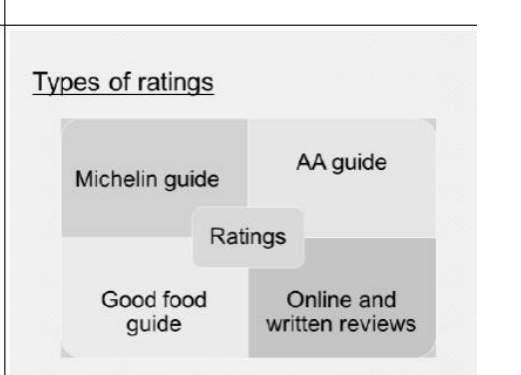 Types of ratings
Michelin guide
AA guide
Ratings
Good food
guide
Online and
written reviews